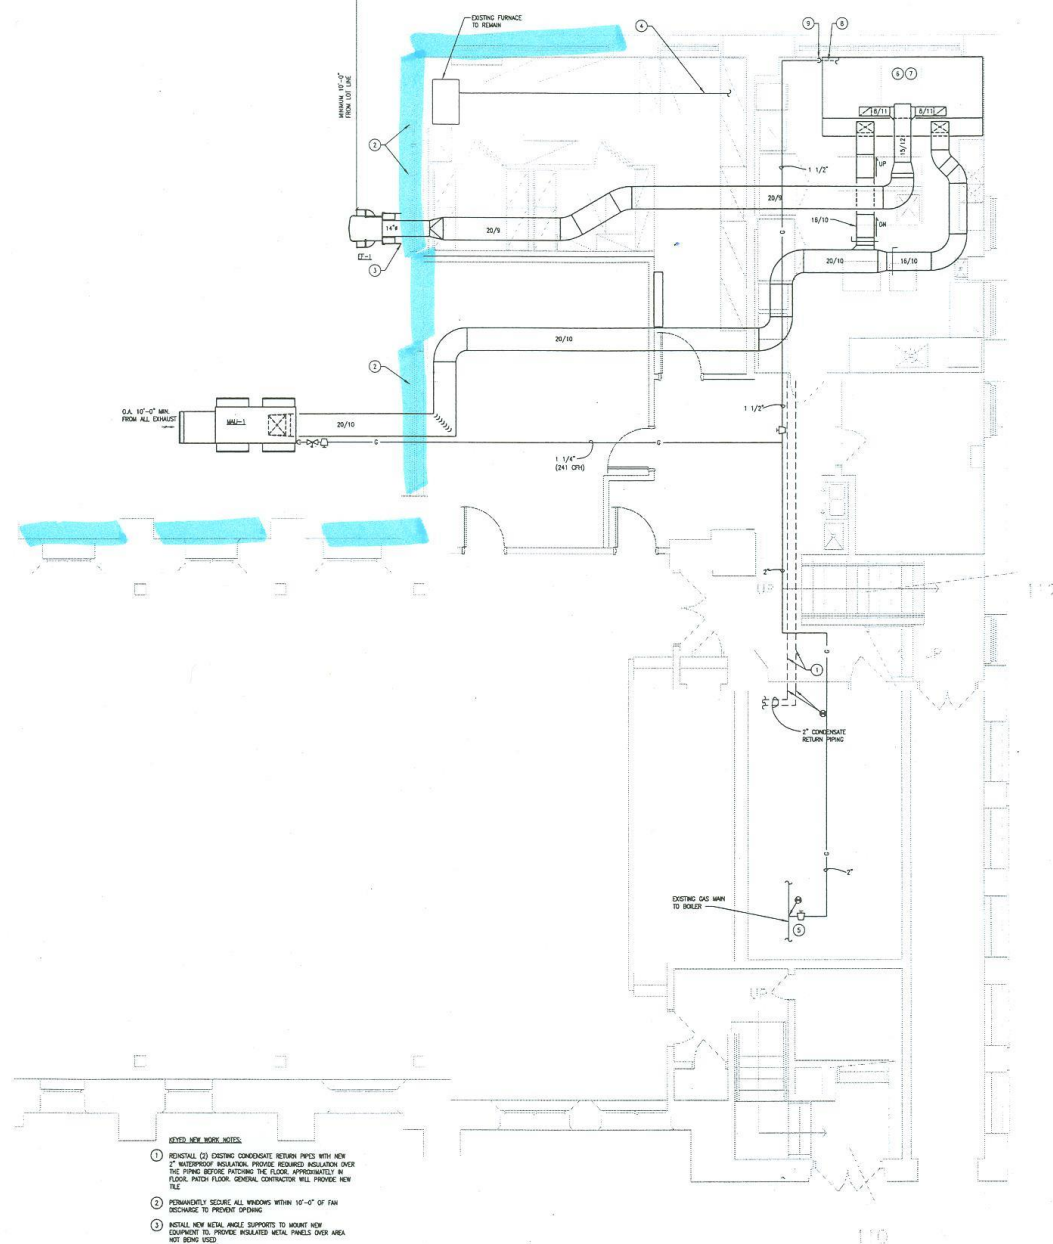 EXISTING FURNACE
TO REMAIN
4
9
8
6 7
MINIMUM 10'-0"
FROM LOT LINE
8/11
8/11
15/12
2
UP
1 1/2"
20/9
14"ø
20/9
EF-1
3
G
18/10
DN
20/10
16/10
20/10
2
O.A. 10'-0" MIN.
FROM ALL EXHAUST
MAU-1
20/10
G
1 1/4"
(241 CFH)
G
1 1/2"
2"
UP
112
UP
G
1
2" CONDENSATE
RETURN PIPING
G
2"
EXISTING GAS MAIN
TO BOILER
5
UP
110
KEYED NEW WORK NOTES:
1 REINSTALL (2) EXISTING CONDENSATE RETURN PIPES WITH NEW
2" WATERPROOF INSULATION. PROVIDE REQUIRED INSULATION OVER
THE PIPING BEFORE PATCHING THE FLOOR. APPROXIMATELY IN
FLOOR. PATCH FLOOR. GENERAL CONTRACTOR WILL PROVIDE NEW
TILE
2 PERMANENTLY SECURE ALL WINDOWS WITHIN 10'-0" OF FAN
DISCHARGE TO PREVENT OPENING
3 INSTALL NEW METAL ANGLE SUPPORTS TO MOUNT NEW
EQUIPMENT TO. PROVIDE INSULATED METAL PANELS OVER AREA
NOT BEING USED